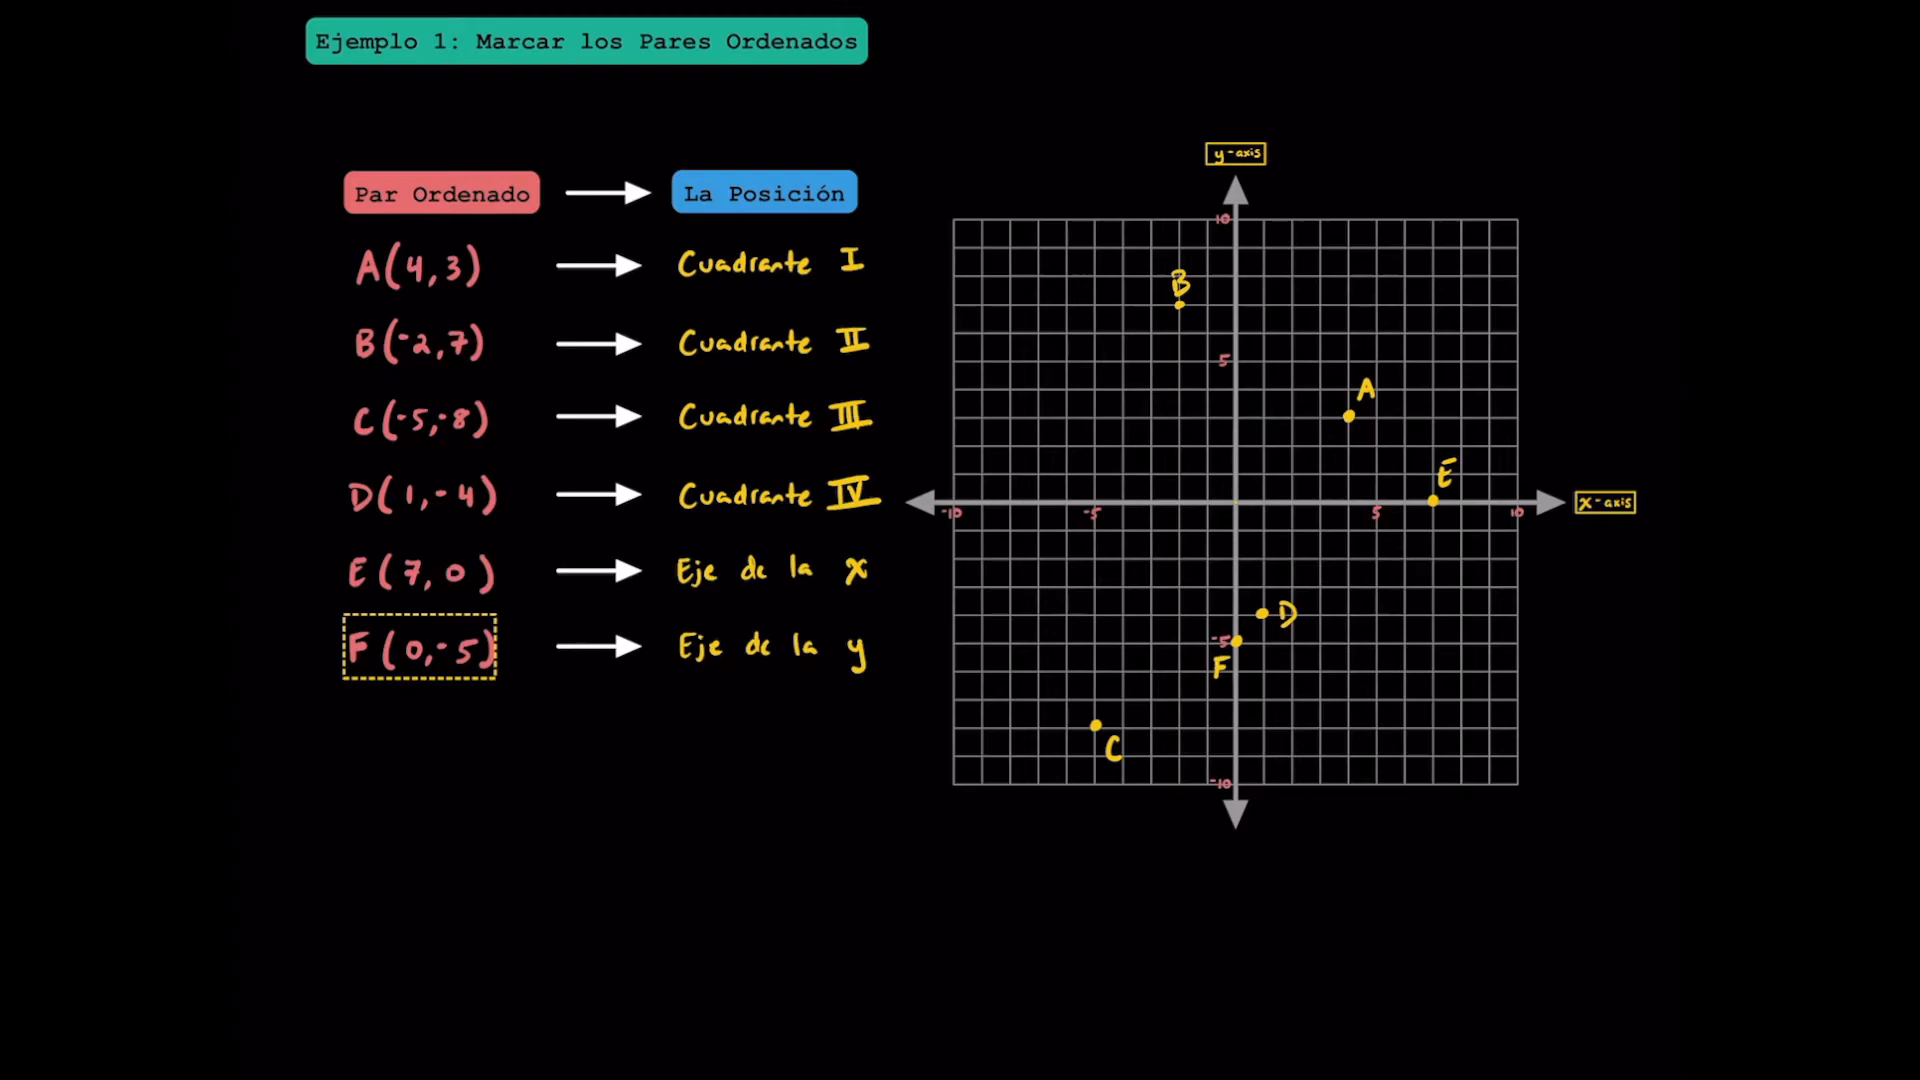 Ejemplo 1: Marcar los Pares Ordenados
Par Ordenado
La Posición
A(4,3)
Cuadrante I
B(-2,7)
Cuadrante II
C(-5,-8)
Cuadrante III
D(1,-4)
Cuadrante IV
E(7,0)
Eje de la x
F(0,-5)
Eje de la y
y-axis
10
B
5
A
E
-10
-5
5
10
x-axis
D
-5
F
C
-10